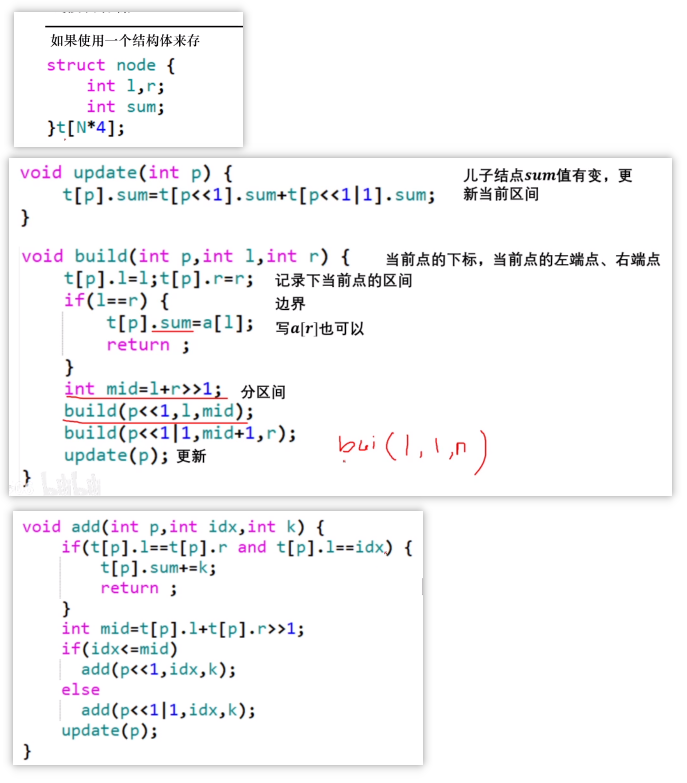 如果使用一个结构体来存
struct node {
    int l,r;
    int sum;
}t[N*4];
void update(int p) {
    t[p].sum=t[p<<1].sum+t[p<<1|1].sum;
}
儿子结点sum值有变，更
新当前区间
void build(int p,int l,int r) { 当前点的下标，当前点的左端点、右端点
    t[p].l=l;t[p].r=r; 记录下当前点的区间
    if(l==r) { 边界
        t[p].sum=a[l]; 写a[r]也可以
        return ;
    }
    int mid=l+r>>1; 分区间
    build(p<<1,l,mid);
    build(p<<1|1,mid+1,r);
    update(p); 更新
}
bui(1,1,n)
void add(int p,int idx,int k) {
    if(t[p].l==t[p].r and t[p].l==idx) {
        t[p].sum+=k;
        return ;
    }
    int mid=t[p].l+t[p].r>>1;
    if(idx<=mid)
      add(p<<1,idx,k);
    else
      add(p<<1|1,idx,k);
    update(p);
}